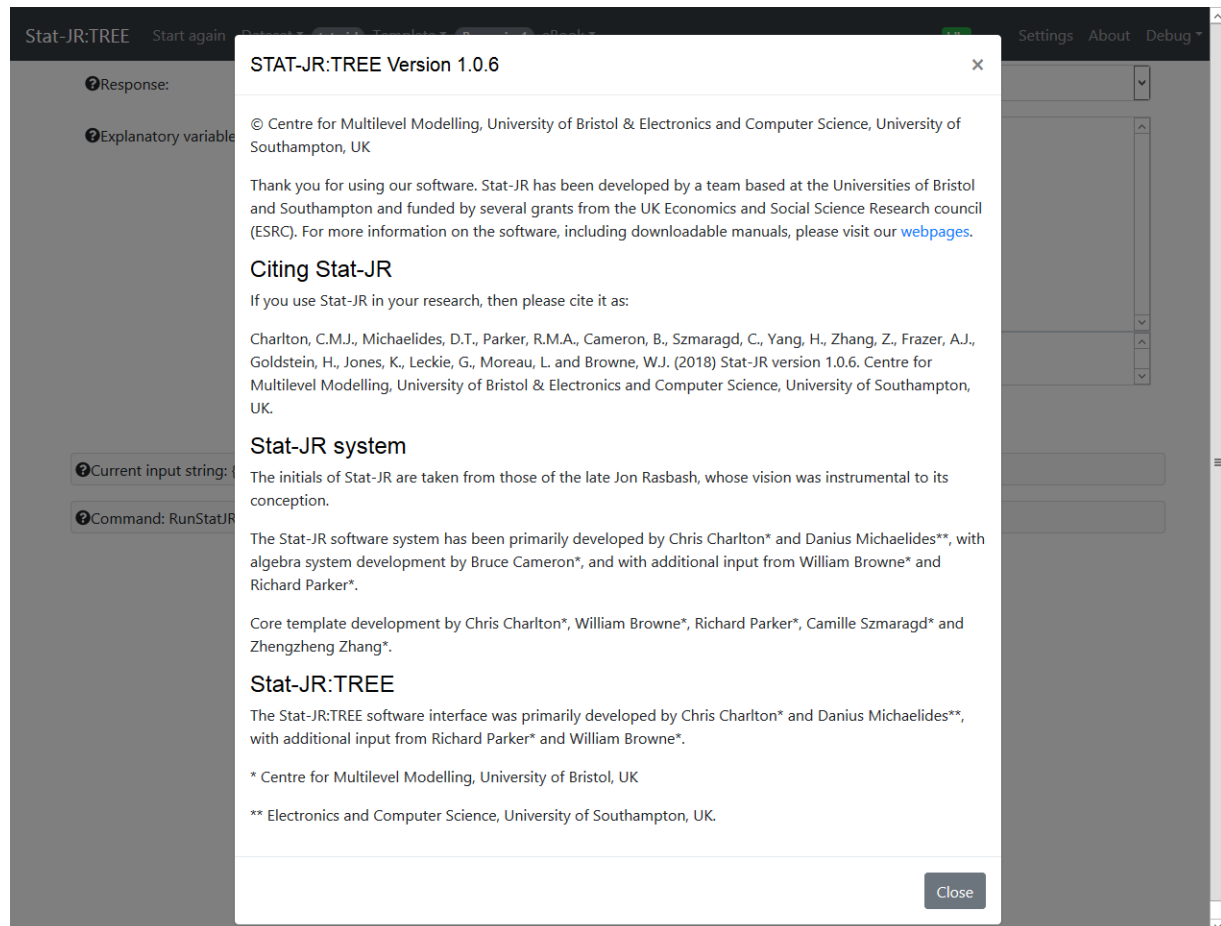 Stat-JR:TREE Start again Settings About Debug
STAT-JR:TREE Version 1.0.6 ×
Response:
Explanatory variable
© Centre for Multilevel Modelling, University of Bristol & Electronics and Computer Science, University of
Southampton, UK
Thank you for using our software. Stat-JR has been developed by a team based at the Universities of Bristol
and Southampton and funded by several grants from the UK Economics and Social Science Research council
(ESRC). For more information on the software, including downloadable manuals, please visit our webpages.
Citing Stat-JR
If you use Stat-JR in your research, then please cite it as:
Charlton, C.M.J., Michaelides, D.T., Parker, R.M.A., Cameron, B., Szmaragd, C., Yang, H., Zhang, Z., Frazer, A.J.,
Goldstein, H., Jones, K., Leckie, G., Moreau, L. and Browne, W.J. (2018) Stat-JR version 1.0.6. Centre for
Multilevel Modelling, University of Bristol & Electronics and Computer Science, University of Southampton,
UK.
Stat-JR system
Current input string: {
The initials of Stat-JR are taken from those of the late Jon Rasbash, whose vision was instrumental to its
conception.
Command: RunStatJR
The Stat-JR software system has been primarily developed by Chris Charlton* and Danius Michaelides**, with
algebra system development by Bruce Cameron*, and with additional input from William Browne* and
Richard Parker*.
Core template development by Chris Charlton*, William Browne*, Richard Parker*, Camille Szmaragd* and
Zhengzheng Zhang*.
Stat-JR:TREE
The Stat-JR:TREE software interface was primarily developed by Chris Charlton* and Danius Michaelides**,
with additional input from Richard Parker* and William Browne*.
* Centre for Multilevel Modelling, University of Bristol, UK
** Electronics and Computer Science, University of Southampton, UK.
Close